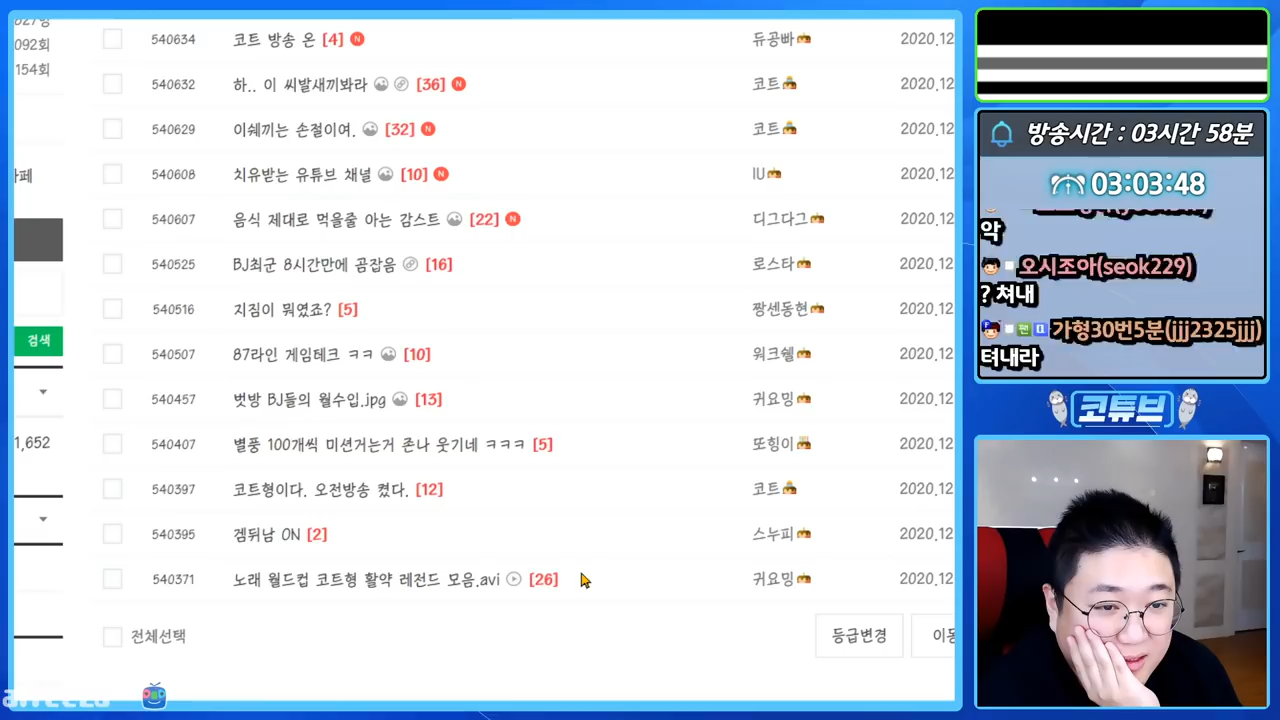 092회
154회
검색
1,652
540634 코트 방송 온 [4] N 듀공빠 2020.12
540632 하.. 이 씨발새끼봐라 [36] N 코트 2020.12
540629 이쉐끼는 손절이여. [32] N 코트 2020.12
540608 치유받는 유튜브 채널 [10] N IU 2020.12
540607 음식 제대로 먹을줄 아는 감스트 [22] N 디그다그 2020.12
540525 BJ최군 8시간만에 곰잡음 [16] 로스타 2020.12
540516 지짐이 뭐였죠? [5] 짱센동현 2020.12
540507 87라인 게임테크 ㅋㅋ [10] 워크쉘 2020.12
540457 벗방 BJ들의 월수입.jpg [13] 귀요밍 2020.12
540407 별풍 100개씩 미션거는거 존나 웃기네 ㅋㅋㅋ [5] 또힝이 2020.12
540397 코트형이다. 오전방송 켰다. [12] 코트 2020.12
540395 겜뒤남 ON [2] 스누피 2020.12
540371 노래 월드컵 코트형 활약 레전드 모음.avi [26] 귀요밍 2020.12
전체선택
등급변경
방송시간 : 03시간 58분
03:03:48
악
오시조아(seok229)
? 쳐내
가형30번5분(jjj2325jjj)
텨내라
코튜브